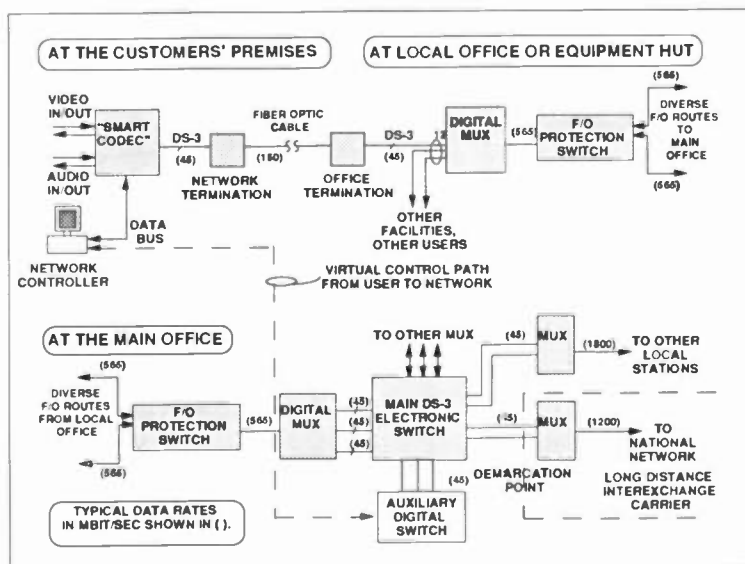 AT THE CUSTOMERS' PREMISES
AT LOCAL OFFICE OR EQUIPMENT HUT
VIDEO
IN/OUT
AUDIO
IN/OUT
"SMART
CODEC"
DS-3
(45)
NETWORK
TERMINATION
FIBER OPTIC
CABLE
(150)
OFFICE
TERMINATION
DS-3
(45)
12
DIGITAL
MUX
(565)
F/O
PROTECTION
SWITCH
(565)
DIVERSE
F/O ROUTES
TO
MAIN
OFFICE
(565)
DATA
BUS
NETWORK
CONTROLLER
OTHER
FACILITIES,
OTHER USERS
VIRTUAL CONTROL PATH
FROM USER TO NETWORK
AT THE MAIN OFFICE
(565)
DIVERSE
F/O ROUTES
FROM LOCAL
OFFICE
(565)
F/O
PROTECTION
SWITCH
(565)
DIGITAL
MUX
(45)
(45)
(45)
TO OTHER MUX
MAIN DS-3
ELECTRONIC
SWITCH
(45)
AUXILIARY
DIGITAL
SWITCH
(45)
MUX
(1800)
TO OTHER
LOCAL
STATIONS
(45)
MUX
(1200)
TO
NATIONAL
NETWORK
DEMARCATION
POINT
LONG DISTANCE
INTEREXCHANGE
CARRIER
TYPICAL DATA RATES
IN MBIT/SEC SHOWN IN ( ).